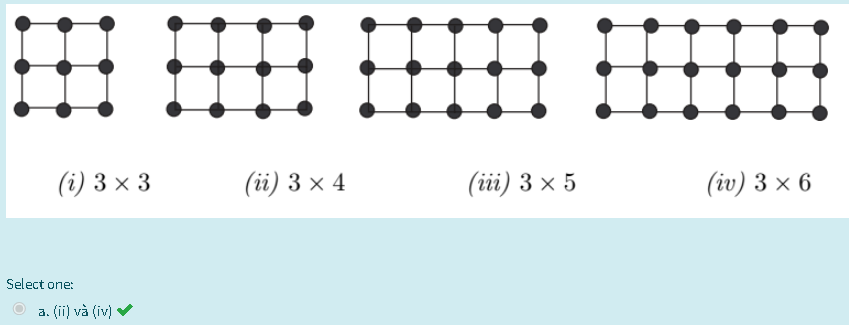 (i) 3 × 3 (ii) 3 × 4 (iii) 3 × 5 (iv) 3 × 6
Select one:
a. (ii) và (iv)